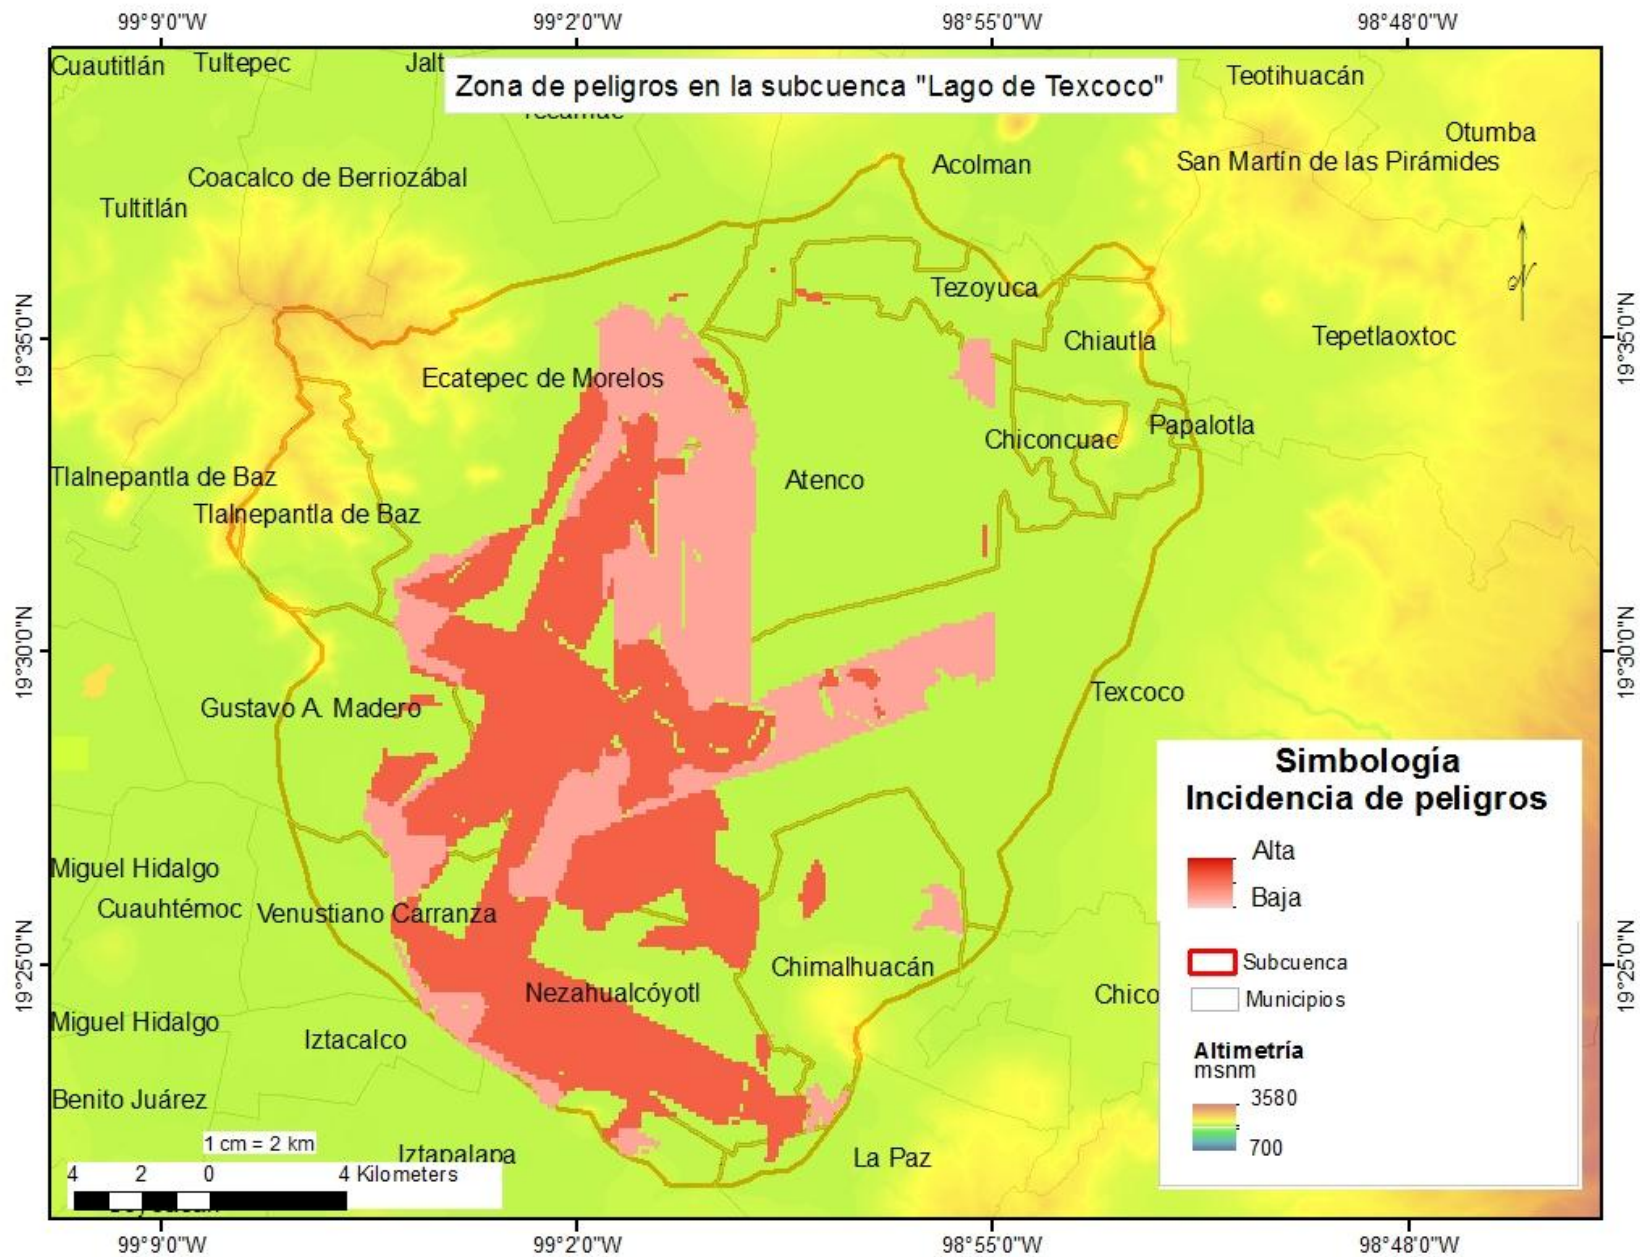 99°9'0"W 99°2'0"W 98°55'0"W 98°48'0"W
Cuautitlán Tultepec Jalt
Zona de peligros en la subcuenca "Lago de Texcoco"
Teotihuacán
Otumba
Acolman San Martín de las Pirámides
Coacalco de Berriozábal
Tultitlán
N
Tezoyuca
19°35'0"N 19°35'0"N
Chiautla Tepetlaoxtoc
Ecatepec de Morelos
Chiconcuac Papalotla
Tlalnepantla de Baz Atenco
Tlalnepantla de Baz
19°30'0"N 19°30'0"N
Gustavo A. Madero Texcoco
Simbología
Incidencia de peligros
Alta
Baja
Miguel Hidalgo
Cuauhtémoc Venustiano Carranza
19°25'0"N 19°25'0"N
Subcuenca
Chimalhuacán
Nezahualcóyotl Chico
Municipios
Miguel Hidalgo
Iztacalco
Altimetría
msnm
3580
700
Benito Juárez
1 cm = 2 km
Iztapalapa La Paz
4 2 0 4 Kilometers
99°9'0"W 99°2'0"W 98°55'0"W 98°48'0"W